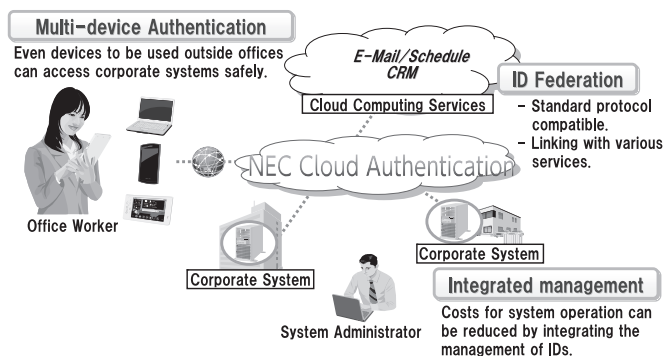 Multi-device Authentication
Even devices to be used outside offices
can access corporate systems safely.
E-Mail/Schedule
CRM
Cloud Computing Services
ID Federation
- Standard protocol
compatible.
- Linking with various
services.
NEC Cloud Authentication
Office Worker
Corporate System
Corporate System
System Administrator
Integrated management
Costs for system operation can
be reduced by integrating the
management of IDs.